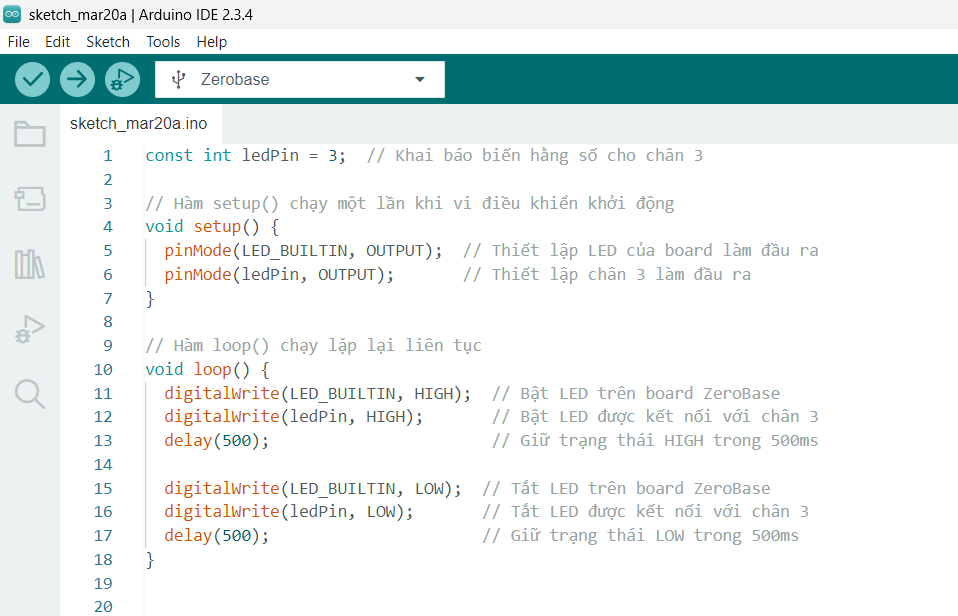 sketch_mar20a | Arduino IDE 2.3.4
File Edit Sketch Tools Help
Zerobase
sketch_mar20a.ino
1 const int ledPin = 3;  // Khai báo biến hằng số cho chân 3
2
3 // Hàm setup() chạy một lần khi vi điều khiển khởi động
4 void setup() {
5   pinMode(LED_BUILTIN, OUTPUT);  // Thiết lập LED của board làm đầu ra
6   pinMode(ledPin, OUTPUT);       // Thiết lập chân 3 làm đầu ra
7 }
8
9 // Hàm loop() chạy lặp lại liên tục
10 void loop() {
11   digitalWrite(LED_BUILTIN, HIGH);  // Bật LED trên board ZeroBase
12   digitalWrite(ledPin, HIGH);       // Bật LED được kết nối với chân 3
13   delay(500);                       // Giữ trạng thái HIGH trong 500ms
14
15   digitalWrite(LED_BUILTIN, LOW);  // Tắt LED trên board ZeroBase
16   digitalWrite(ledPin, LOW);       // Tắt LED được kết nối với chân 3
17   delay(500);                      // Giữ trạng thái LOW trong 500ms
18 }
19
20